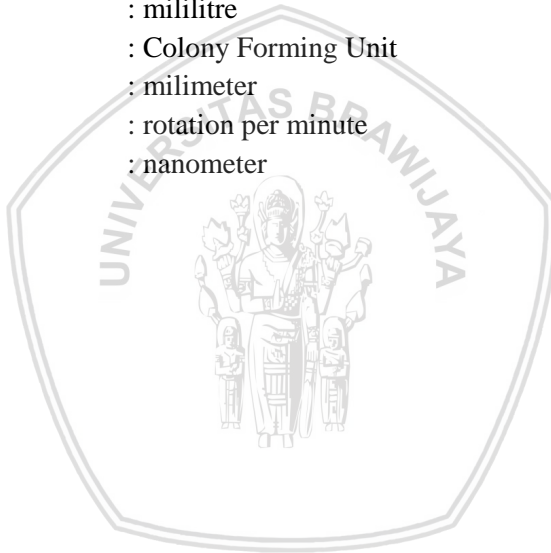 : mililitre
: Colony Forming Unit
: milimeter
: rotation per minute
: nanometer
UNIVERSITAS BRAWIJAYA